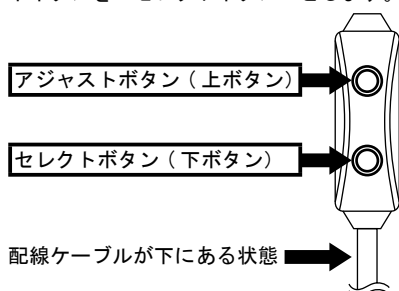 アジャストボタン ( 上ボタン )
セレクトボタン ( 下ボタン )
配線ケーブルが下にある状態